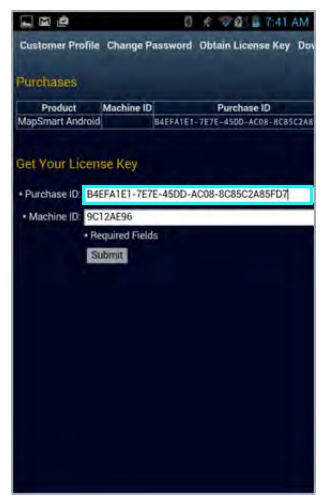 7:41 AM
Customer Profile Change Password Obtain License Key Dov
Purchases
Product Machine ID Purchase ID
MapSmart Android B4EFA1E1-7E7E-45DD-AC08-8C85C2A8
Get Your License Key
• Purchase ID: B4EFA1E1-7E7E-45DD-AC08-8C85C2A85FD7
• Machine ID: 9C12AE96
• Required Fields
Submit